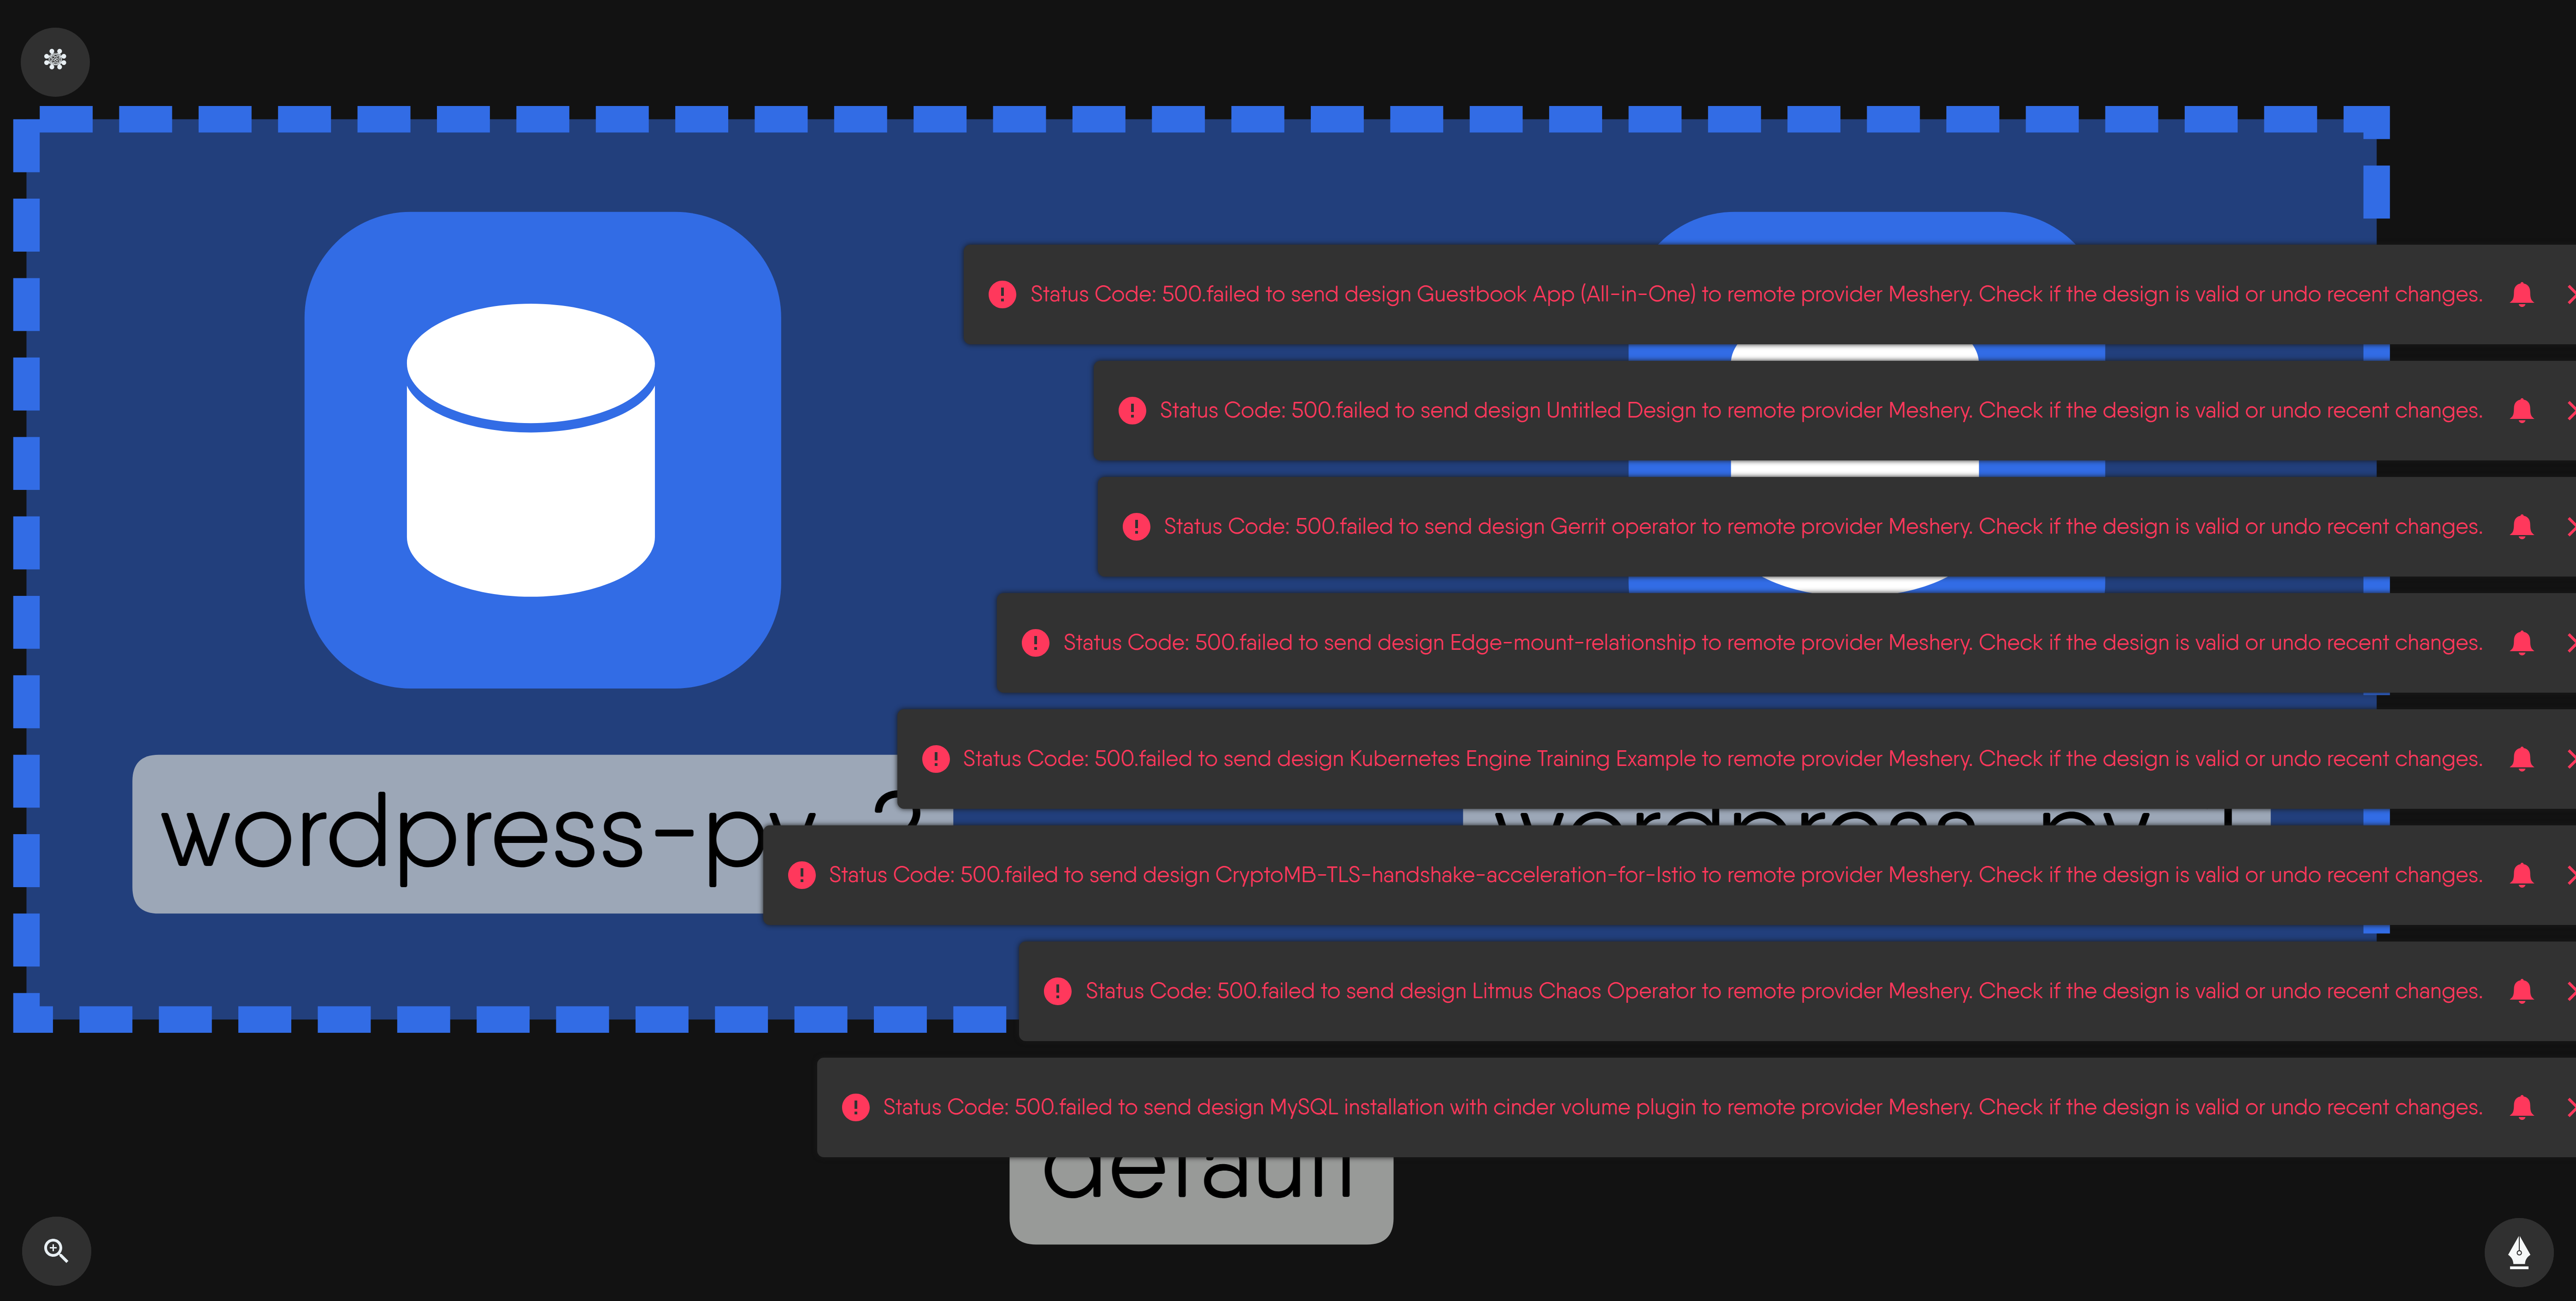 Status Code: 500.failed to send design Guestbook App (All-in-One) to remote provider Meshery. Check if the design is valid or undo recent changes.
Status Code: 500.failed to send design Untitled Design to remote provider Meshery. Check if the design is valid or undo recent changes.
Status Code: 500.failed to send design Gerrit operator to remote provider Meshery. Check if the design is valid or undo recent changes.
Status Code: 500.failed to send design Edge-mount-relationship to remote provider Meshery. Check if the design is valid or undo recent changes.
Status Code: 500.failed to send design Kubernetes Engine Training Example to remote provider Meshery. Check if the design is valid or undo recent changes.
wordpress-pv-2
wordpress-pv-1
Status Code: 500.failed to send design CryptoMB-TLS-handshake-acceleration-for-Istio to remote provider Meshery. Check if the design is valid or undo recent changes.
Status Code: 500.failed to send design Litmus Chaos Operator to remote provider Meshery. Check if the design is valid or undo recent changes.
Status Code: 500.failed to send design MySQL installation with cinder volume plugin to remote provider Meshery. Check if the design is valid or undo recent changes.
default